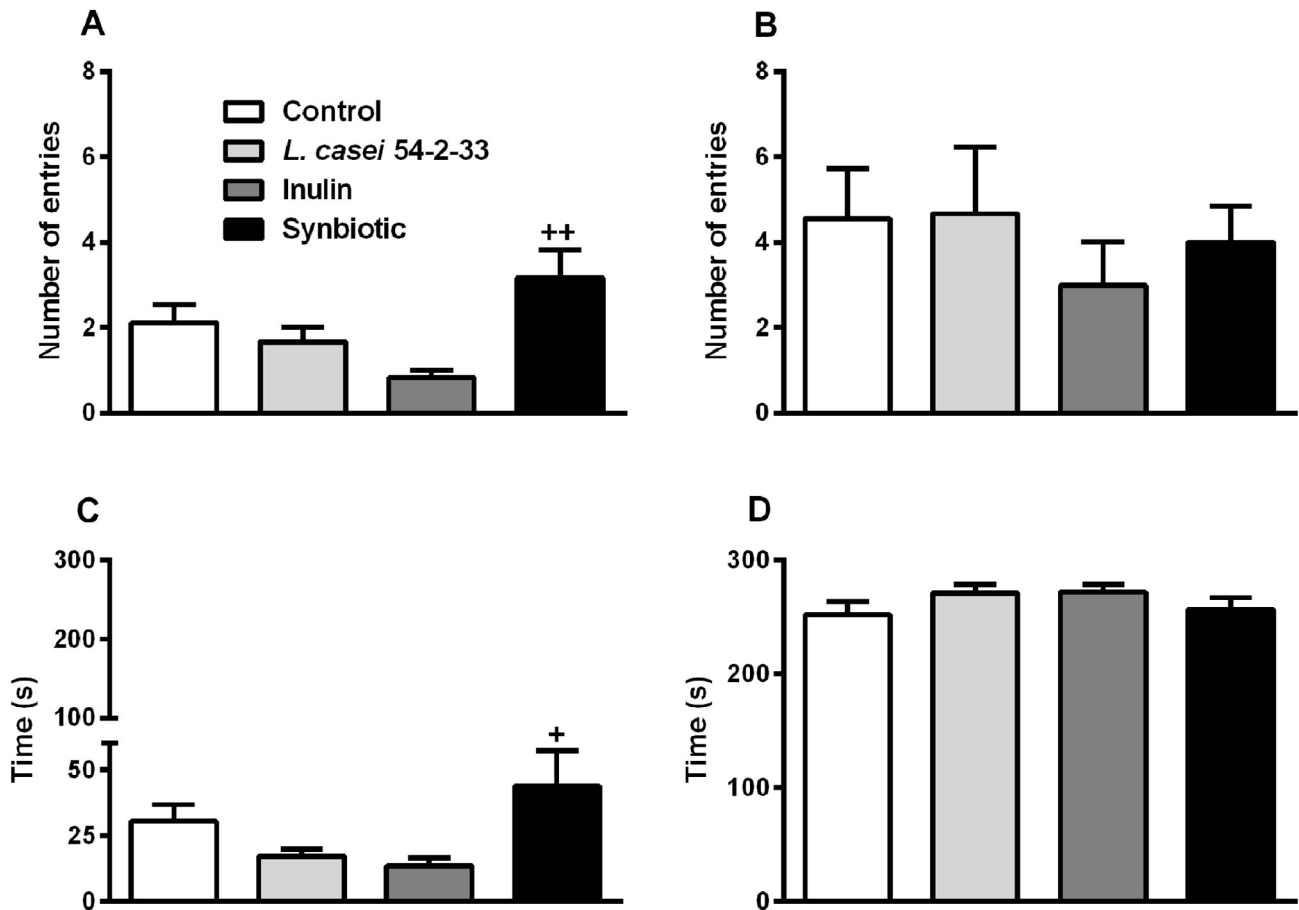 A
Number of entries
8
6
4
2
0
Control
L. casei 54-2-33
Inulin
Synbiotic
++
B
Number of entries
8
6
4
2
0
C
Time (s)
300
200
100
50
25
0
+
D
Time (s)
300
200
100
0